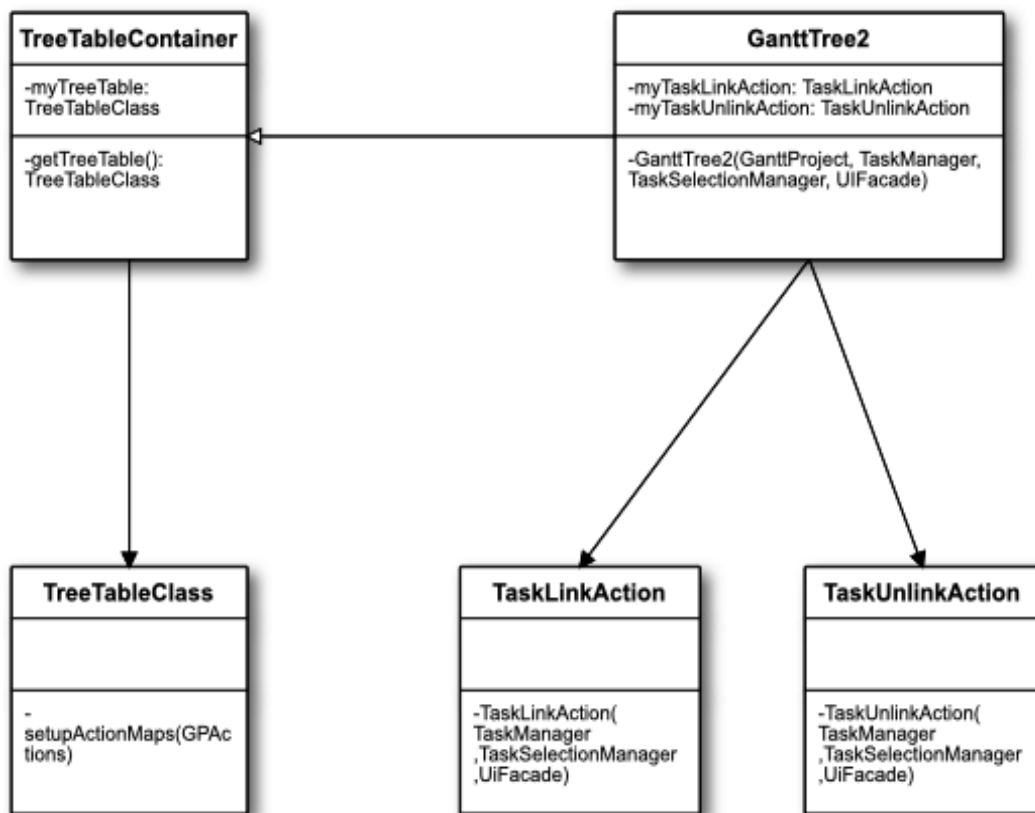 TreeTableContainer
-myTreeTable:
TreeTableClass
-getTreeTable():
TreeTableClass
GanttTree2
-myTaskLinkAction: TaskLinkAction
-myTaskUnlinkAction: TaskUnlinkAction
-GanttTree2(GanttProject, TaskManager,
TaskSelectionManager, UIFacade)
TreeTableClass
-
setupActionMaps(GPAc
tions)
TaskLinkAction
-TaskLinkAction(
TaskManager
,TaskSelectionManager
,UiFacade)
TaskUnlinkAction
-TaskUnlinkAction(
TaskManager
,TaskSelectionManager
,UiFacade)